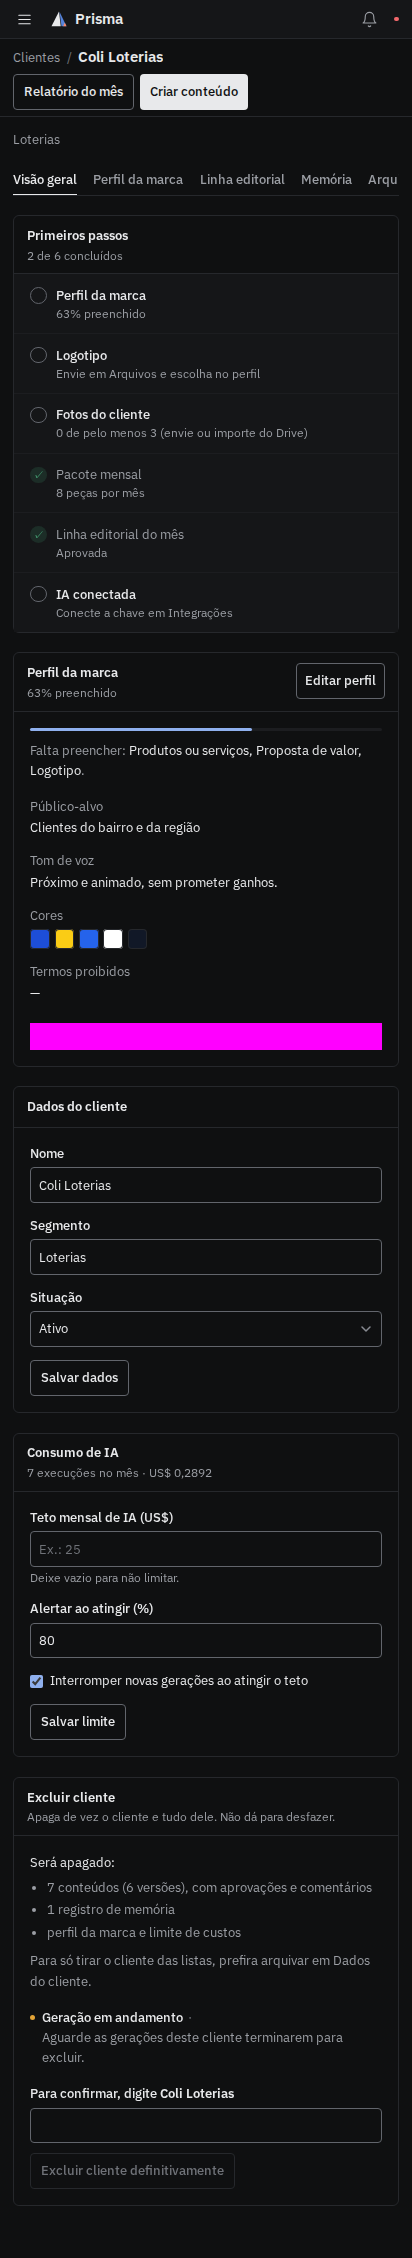 Prisma
Clientes / Coli Loterias
Relatório do mês
Criar conteúdo
Loterias
Visão geral
Perfil da marca
Linha editorial
Memória
Arqu
Primeiros passos
2 de 6 concluídos
Perfil da marca
63% preenchido
Logotipo
Envie em Arquivos e escolha no perfil
Fotos do cliente
0 de pelo menos 3 (envie ou importe do Drive)
Pacote mensal
8 peças por mês
Linha editorial do mês
Aprovada
IA conectada
Conecte a chave em Integrações
Perfil da marca
63% preenchido
Editar perfil
Falta preencher: Produtos ou serviços, Proposta de valor,
Logotipo.
Público-alvo
Clientes do bairro e da região
Tom de voz
Próximo e animado, sem prometer ganhos.
Cores
Termos proibidos
—
Dados do cliente
Nome
Coli Loterias
Segmento
Loterias
Situação
Ativo
Salvar dados
Consumo de IA
7 execuções no mês · US$ 0,2892
Teto mensal de IA (US$)
Ex.: 25
Deixe vazio para não limitar.
Alertar ao atingir (%)
80
Interromper novas gerações ao atingir o teto
Salvar limite
Excluir cliente
Apaga de vez o cliente e tudo dele. Não dá para desfazer.
Será apagado:
• 7 conteúdos (6 versões), com aprovações e comentários
• 1 registro de memória
• perfil da marca e limite de custos
Para só tirar o cliente das listas, prefira arquivar em Dados
do cliente.
Geração em andamento ·
Aguarde as gerações deste cliente terminarem para
excluir.
Para confirmar, digite Coli Loterias
Excluir cliente definitivamente